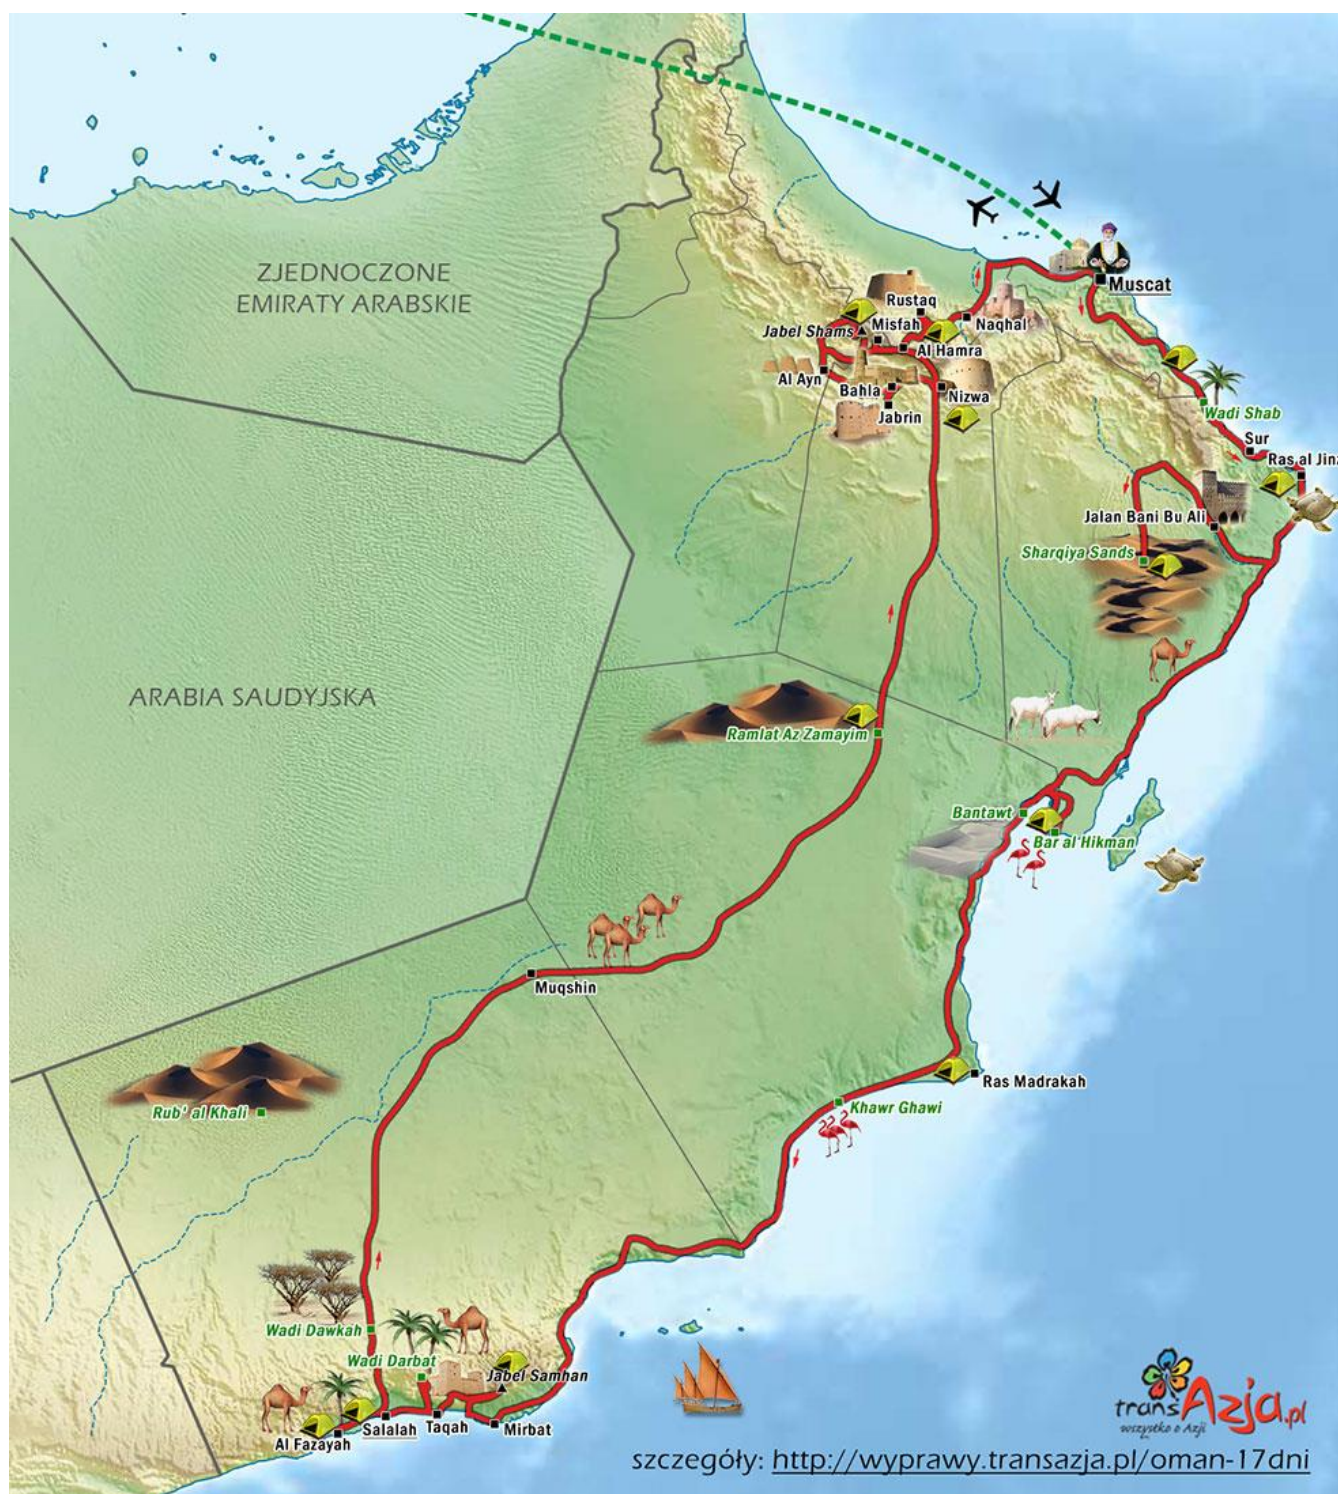 ZJEDNOCZONE
EMIRATY ARABSKIE
Muscat
Rustaq
Naqhal
Jabel Shams
Misfah
Al Hamra
Al Ayn
Bahla
Nizwa
Jabrin
Wadi Shab
Sur
Ras al Jinz
Jalan Bani Bu Ali
Sharqiya Sands
ARABIA SAUDYJSKA
Ramlat Az Zamayim
Bantawt
Bar al Hikman
Muqshin
Ras Madrakah
Khawr Ghawi
Rub' al Khali
Wadi Dawkah
Wadi Darbat
Jabel Samhan
Al Fazayah
Salalah
Taqah
Mirbat
transAzja.pl
wszystko o Azji
szczegóły: http://wyprawy.transazja.pl/oman-17dni